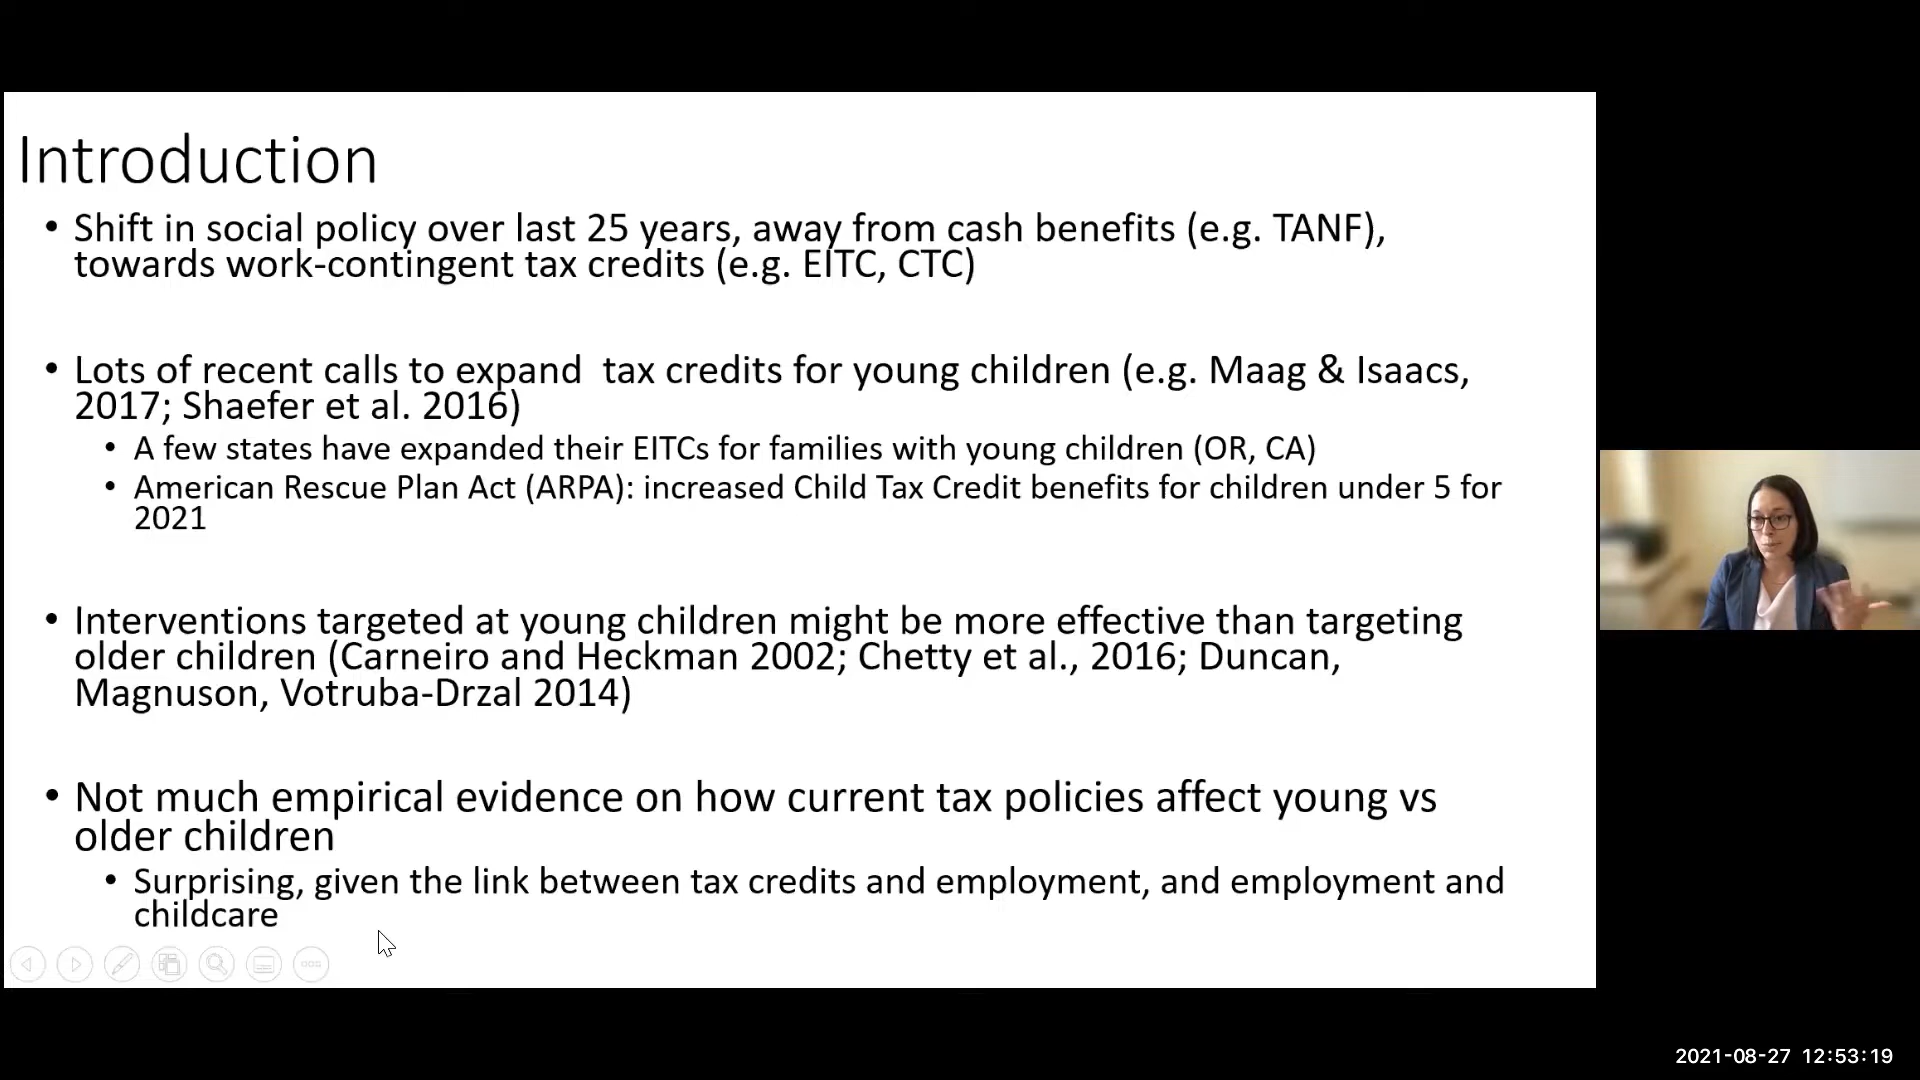 Introduction
• Shift in social policy over last 25 years, away from cash benefits (e.g. TANF),
towards work-contingent tax credits (e.g. EITC, CTC)
• Lots of recent calls to expand  tax credits for young children (e.g. Maag & Isaacs,
2017; Shaefer et al. 2016)
• A few states have expanded their EITCs for families with young children (OR, CA)
• American Rescue Plan Act (ARPA): increased Child Tax Credit benefits for children under 5 for
2021
• Interventions targeted at young children might be more effective than targeting
older children (Carneiro and Heckman 2002; Chetty et al., 2016; Duncan,
Magnuson, Votruba-Drzal 2014)
• Not much empirical evidence on how current tax policies affect young vs
older children
• Surprising, given the link between tax credits and employment, and employment and
childcare
2021-08-27 12:53:19